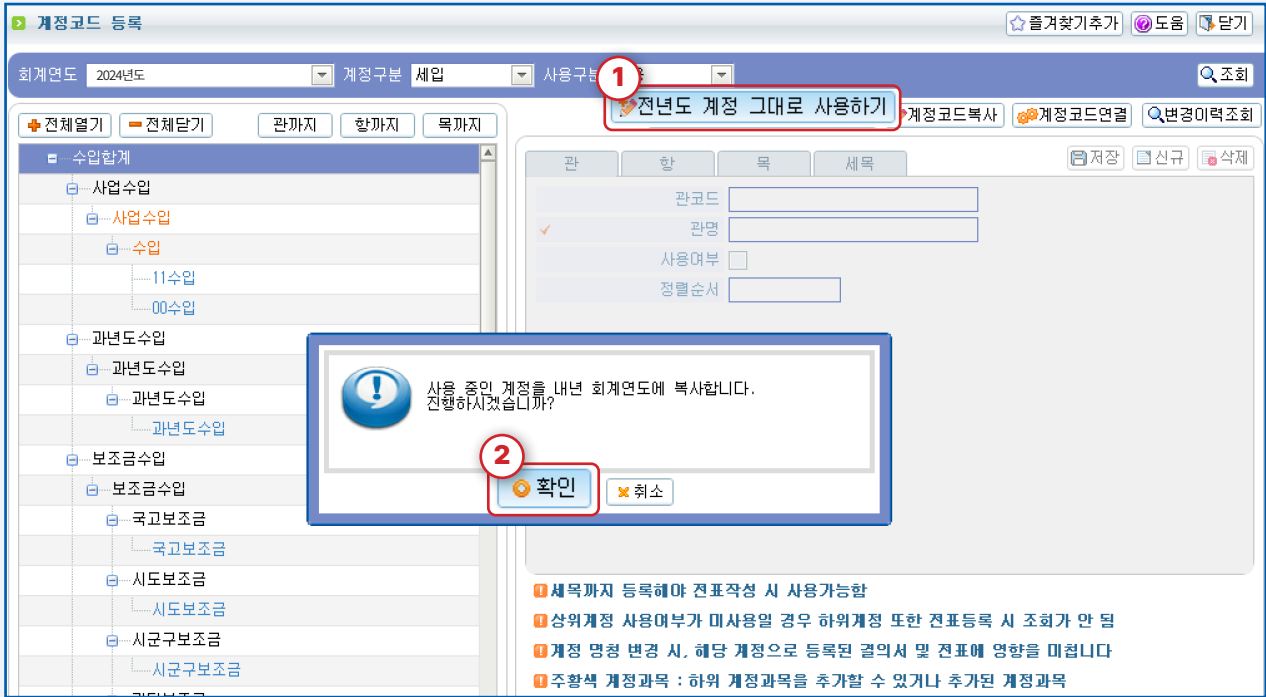 계정코드 등록
즐겨찾기추가 도움 닫기
회계연도 2024년도 계정구분 세입 사용구분
조회
1
전년도 계정 그대로 사용하기
계정코드복사 계정코드연결 변경이력조회
전체열기 전체닫기 관까지 항까지 목까지
수입합계
사업수입
사업수입
수입
11수입
00수입
과년도수입
과년도수입
과년도수입
과년도수입
보조금수입
보조금수입
국고보조금
국고보조금
시도보조금
시도보조금
시군구보조금
시군구보조금
관 항 목 세목
저장 신규 삭제
관코드
관명
사용여부
정렬순서
사용 중인 계정을 내년 회계연도에 복사합니다.
진행하시겠습니까?
2
확인 취소
세목까지 등록해야 전표작성 시 사용가능함
상위계정 사용여부가 미사용일 경우 하위계정 또한 전표등록 시 조회가 안 됨
계정 명칭 변경 시, 해당 계정으로 등록된 결의서 및 전표에 영향을 미칩니다
주황색 계정과목 : 하위 계정과목을 추가할 수 있거나 추가된 계정과목